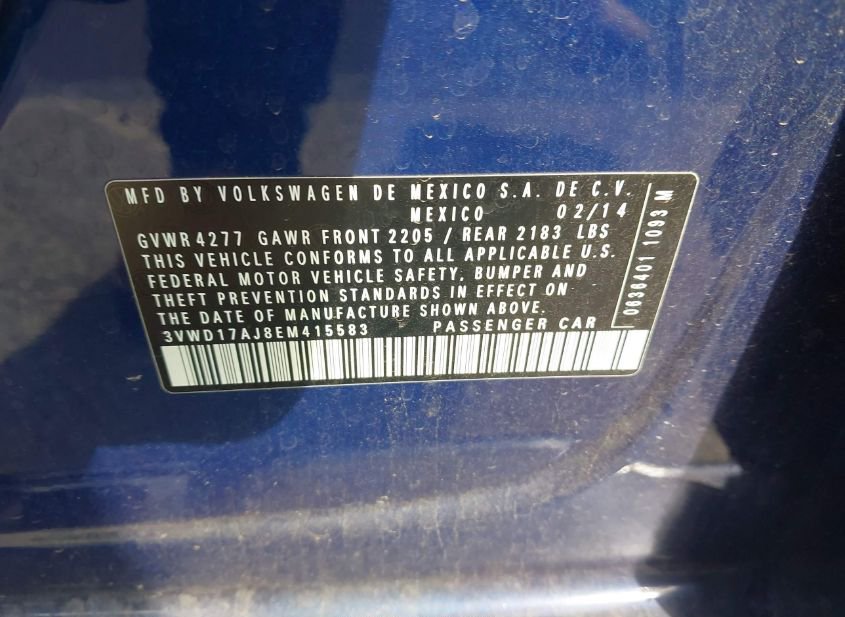 MFD BY VOLKSWAGEN DE MEXICO S.A. DE C.V.
MEXICO 02/14
GVWR 4277 GAWR FRONT 2205 / REAR 2183 LBS
THIS VEHICLE CONFORMS TO ALL APPLICABLE U.S.
FEDERAL MOTOR VEHICLE SAFETY, BUMPER AND
THEFT PREVENTION STANDARDS IN EFFECT ON
THE DATE OF MANUFACTURE SHOWN ABOVE.
3VWD17AJ8EM415583 PASSENGER CAR
0636401 1093 M